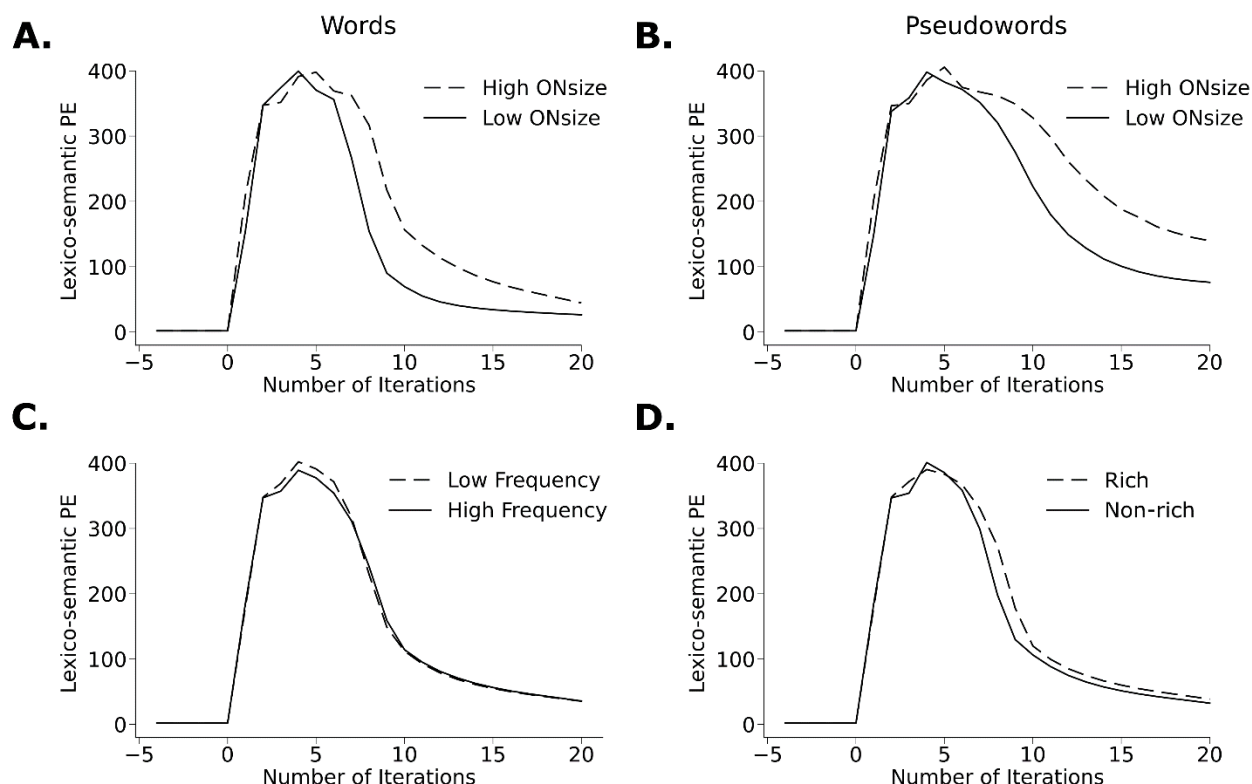 Words
Pseudowords
A.
B.
Lexico-semantic PE
400
300
200
100
0
High ONsize
Low ONsize
−5
0
5
10
15
20
Number of Iterations
Lexico-semantic PE
400
300
200
100
0
High ONsize
Low ONsize
−5
0
5
10
15
20
Number of Iterations
C.
D.
Lexico-semantic PE
400
300
200
100
0
Low Frequency
High Frequency
−5
0
5
10
15
20
Number of Iterations
Lexico-semantic PE
400
300
200
100
0
Rich
Non-rich
−5
0
5
10
15
20
Number of Iterations